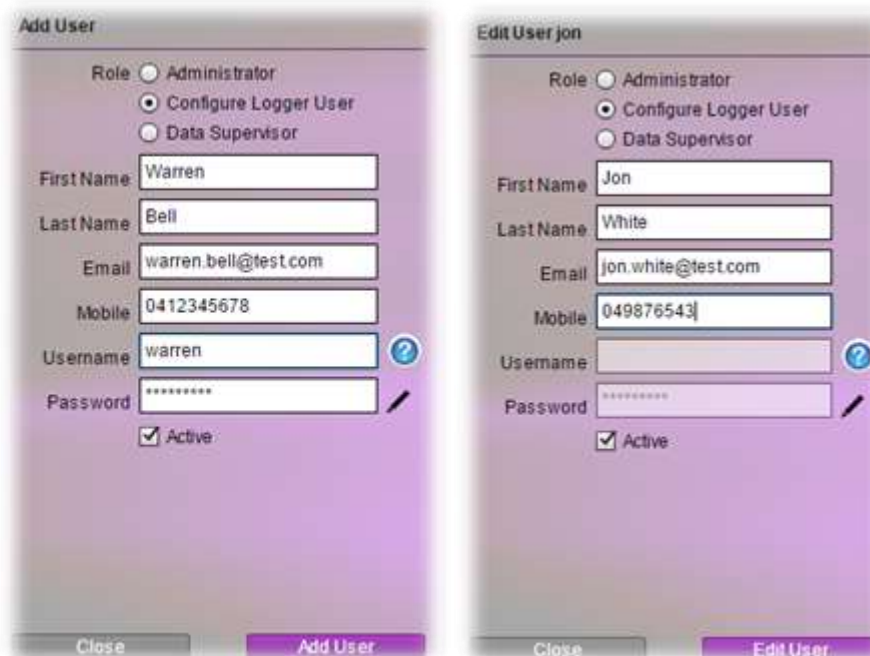 Add User
Role Administrator
Configure Logger User
Data Supervisor
First Name Warren
Last Name Bell
Email warren.bell@test.com
Mobile 0412345678
Username warren ?
Password *********
Active
Close Add User
Edit User jon
Role Administrator
Configure Logger User
Data Supervisor
First Name Jon
Last Name White
Email jon.white@test.com
Mobile 049876543
Username ?
Password *********
Active
Close Edit User